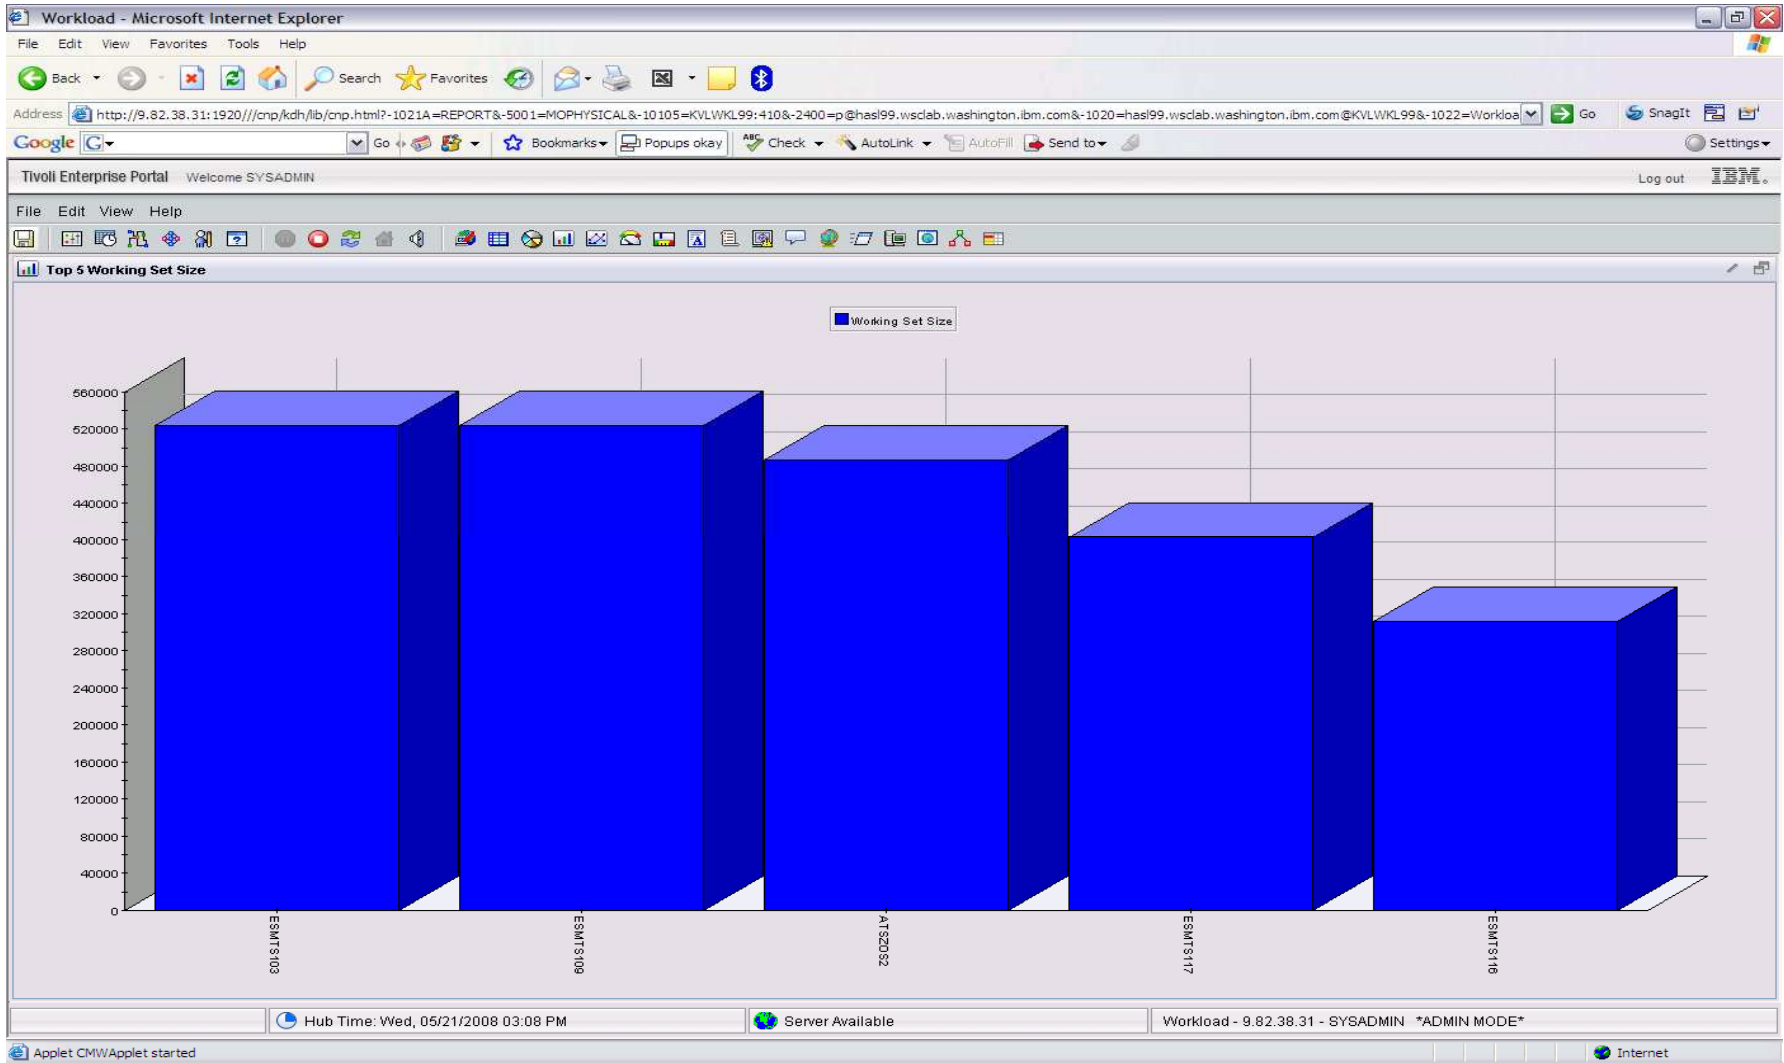 Workload - Microsoft Internet Explorer
File Edit View Favorites Tools Help
Back Search Favorites
Address http://9.82.38.31:1920///cnp/kdh/lib/cnp.html?-1021A=REPORT&-5001=MOPHYSICAL&-10105=KVLWKL99:410&-2400=p@hasl99.wsclab.washington.ibm.com&-1020=hasl99.wsclab.washington.ibm.com@KVLWKL99&-1022=Workloa Go SnagIt
Google G Go Bookmarks Popups okay ABC Check AutoLink AutoFill Send to Settings
Tivoli Enterprise Portal Welcome SYSADMIN Log out IBM
File Edit View Help
Top 5 Working Set Size
Working Set Size
560000
520000
480000
440000
400000
360000
320000
280000
240000
200000
160000
120000
80000
40000
0
ESMTS103 ESMTS109 ATSZDS2 ESMTS117 ESMTS116
Hub Time: Wed, 05/21/2008 03:08 PM Server Available Workload - 9.82.38.31 - SYSADMIN *ADMIN MODE*
Applet CMWApplet started Internet